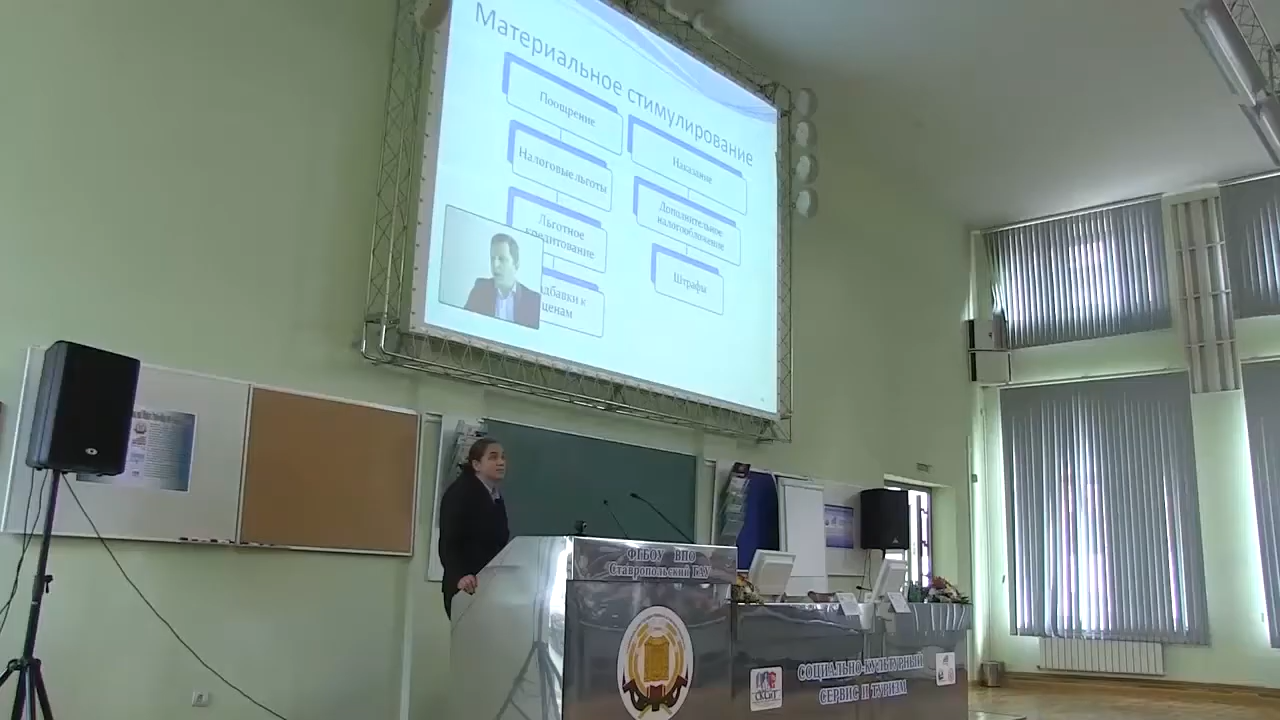 Материальное стимулирование
Поощрение
Налоговые льготы
Льготное
кредитование
ценам
Наказание
Дополнительное
налогообложение
Штрафы
ФГБОУ ВПО
Ставропольский ГАУ
СОЦИАЛЬНО-КУЛЬТУРНЫЙ
СЕРВИС И ТУРИЗМ